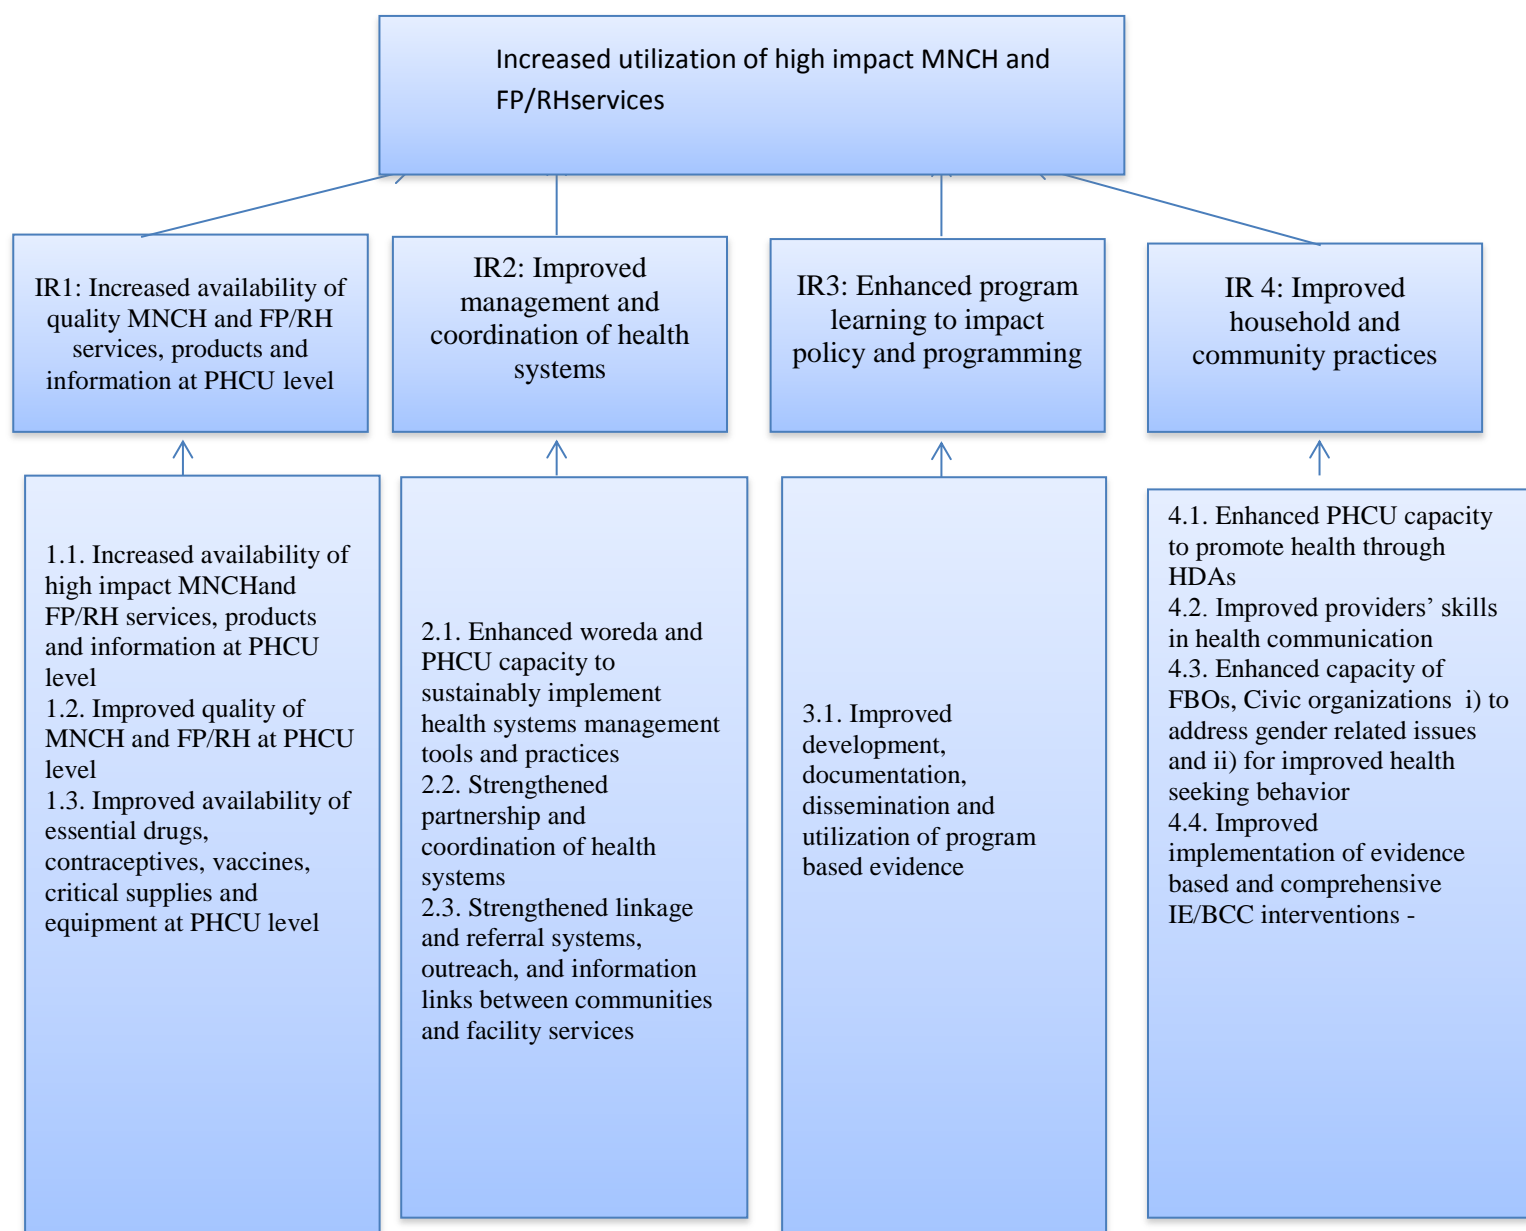 Increased utilization of high impact MNCH and
FP/RHservices
IR1: Increased availability of
quality MNCH and FP/RH
services, products and
information at PHCU level
IR2: Improved
management and
coordination of health
systems
IR3: Enhanced program
learning to impact
policy and programming
IR 4: Improved
household and
community practices
1.1. Increased availability of
high impact MNCHand
FP/RH services, products
and information at PHCU
level
1.2. Improved quality of
MNCH and FP/RH at PHCU
level
1.3. Improved availability of
essential drugs,
contraceptives, vaccines,
critical supplies and
equipment at PHCU level
2.1. Enhanced woreda and
PHCU capacity to
sustainably implement
health systems management
tools and practices
2.2. Strengthened
partnership and
coordination of health
systems
2.3. Strengthened linkage
and referral systems,
outreach, and information
links between communities
and facility services
3.1. Improved
development,
documentation,
dissemination and
utilization of program
based evidence
4.1. Enhanced PHCU capacity
to promote health through
HDAs
4.2. Improved providers’ skills
in health communication
4.3. Enhanced capacity of
FBOs, Civic organizations  i) to
address gender related issues
and ii) for improved health
seeking behavior
4.4. Improved
implementation of evidence
based and comprehensive
IE/BCC interventions -